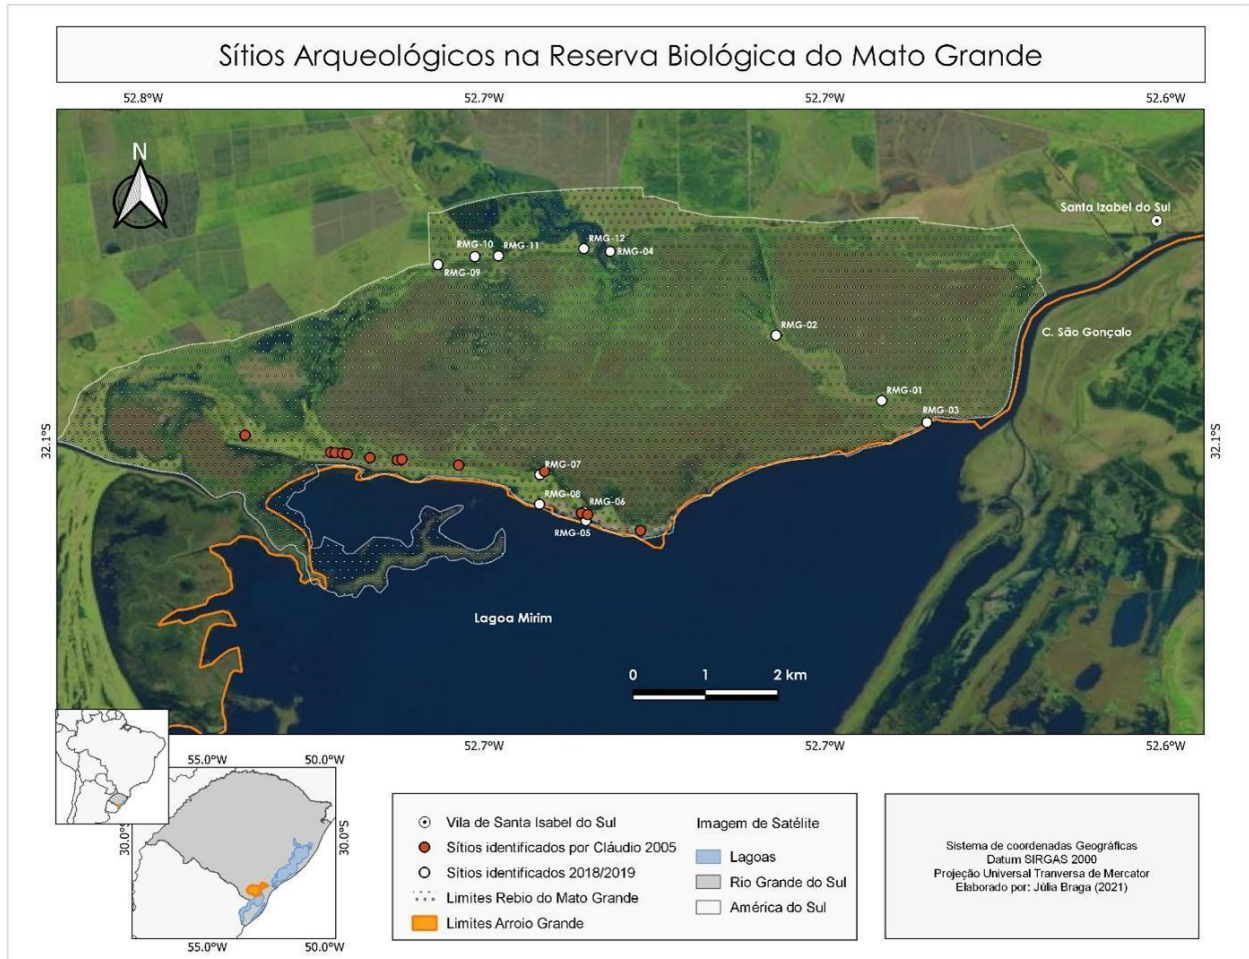 Sítios Arqueológicos na Reserva Biológica do Mato Grande
52.8°W
52.7°W
52.7°W
52.6°W
N
Santa Izabel do Sul
RMG-12
RMG-10
RMG-11
RMG-04
RMG-09
RMG-02
C. São Gonçalo
RMG-01
RMG-03
32.1°S
32.1°S
RMG-07
RMG-08
RMG-06
RMG-05
Lagoa Mirim
0 1 2 km
52.7°W
52.7°W
52.6°W
55.0°W 50.0°W
30.0°S
30.0°S
55.0°W 50.0°W
Vila de Santa Isabel do Sul
Sítios identificados por Cláudio 2005
Sítios identificados 2018/2019
Limites Rebio do Mato Grande
Limites Arroio Grande
Imagem de Satélite
Lagoas
Rio Grande do Sul
América do Sul
Sistema de coordenadas Geográficas
Datum SIRGAS 2000
Projeção Universal Tranversa de Mercator
Elaborado por: Júlia Braga (2021)